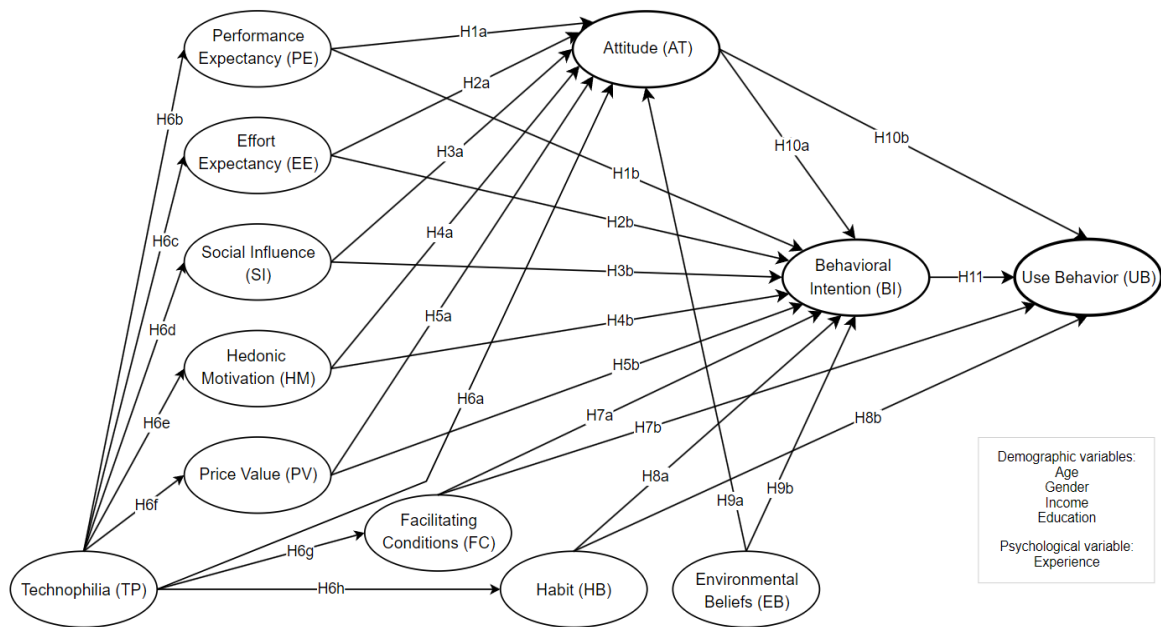 Performance
Expectancy (PE)
H1a
Attitude (AT)
H2a
H6b
Effort
Expectancy (EE)
H3a
H10a
H10b
H1b
H2b
H6c
H4a
Social Influence
(SI)
H3b
Behavioral
Intention (BI)
H11
Use Behavior (UB)
H6d
H5a
H4b
Hedonic
Motivation (HM)
H5b
H6e
H6a
H7a
H7b
H8b
Price Value (PV)
H8a
H9b
H6f
H9a
Facilitating
Conditions (FC)
H6g
Technophilia (TP)
H6h
Habit (HB)
Environmental
Beliefs (EB)
Demographic variables:
Age
Gender
Income
Education
Psychological variable:
Experience